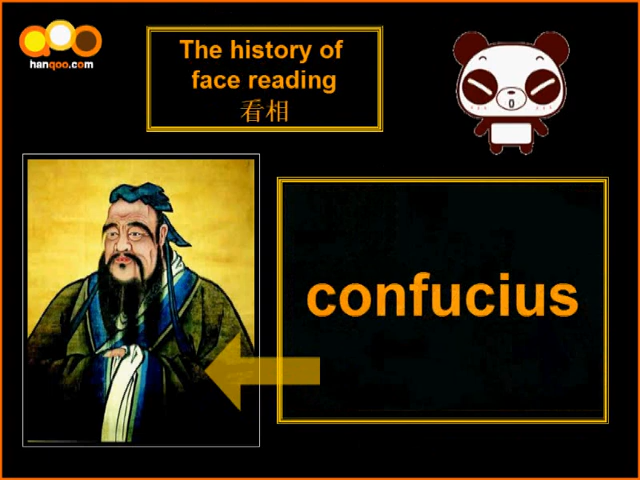 hanqoo.com
The history of
face reading
看相
confucius